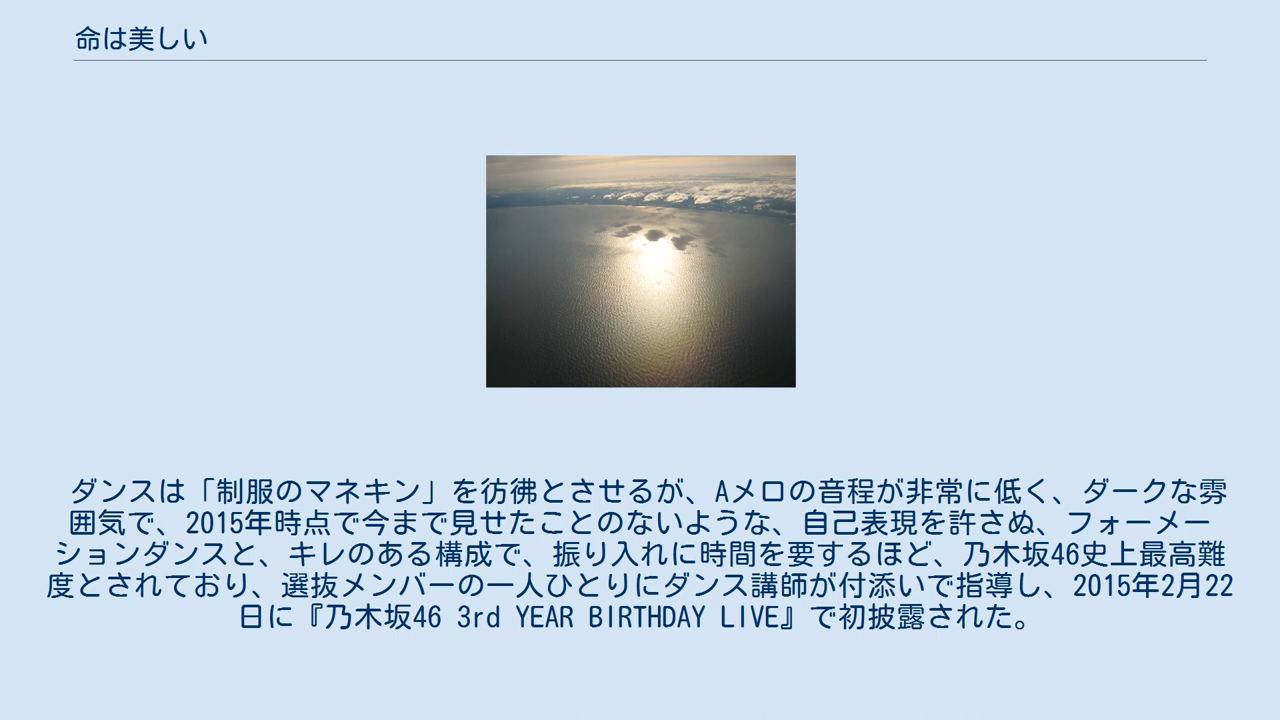 命は美しい
ダンスは「制服のマネキン」を彷彿とさせるが、Aメロの音程が非常に低く、ダークな雰
囲気で、2015年時点で今まで見せたことのないような、自己表現を許さぬ、フォーメー
ションダンスと、キレのある構成で、振り入れに時間を要するほど、乃木坂46史上最高難
度とされており、選抜メンバーの一人ひとりにダンス講師が付添いで指導し、2015年2月22
日に『乃木坂46 3rd YEAR BIRTHDAY LIVE』で初披露された。